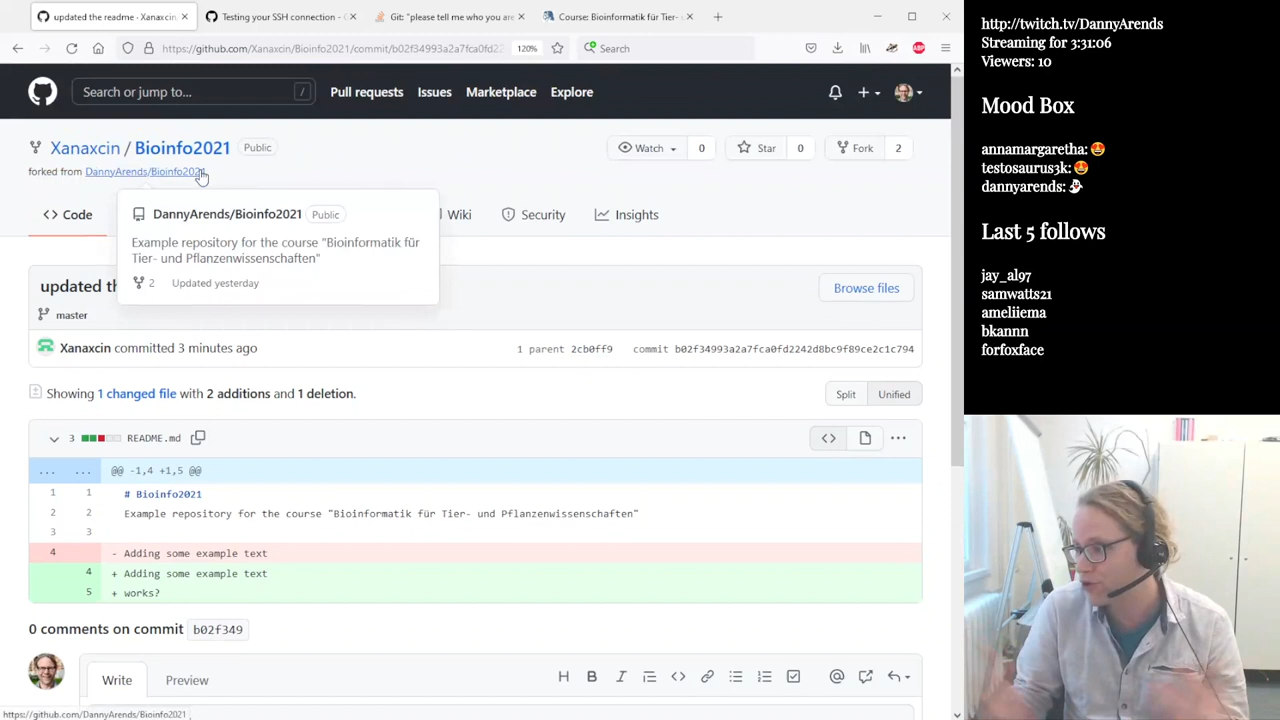 updated the readme · Xanaxcin/
Testing your SSH connection - G
Git: "please tell me who you are
Course: Bioinformatik für Tier- u
https://github.com/Xanaxcin/Bioinfo2021/commit/b02f34993a2a7fca0fd22
120%
Search
Search or jump to...
/
Pull requests
Issues
Marketplace
Explore
Xanaxcin / Bioinfo2021
Public
Watch
0
Star
0
Fork
2
forked from DannyArends/Bioinfo2021
Code
Wiki
Security
Insights
DannyArends/Bioinfo2021
Public
Example repository for the course "Bioinformatik für
Tier- und Pflanzenwissenschaften"
2
Updated yesterday
updated th
Browse files
master
Xanaxcin committed 3 minutes ago
1 parent 2cb0ff9
commit b02f34993a2a7fca0fd2242d8bc9f89ce2c1c794
Showing 1 changed file with 2 additions and 1 deletion.
Split
Unified
3
README.md
@@ -1,4 +1,5 @@
1 1 # Bioinfo2021
2 2 Example repository for the course "Bioinformatik für Tier- und Pflanzenwissenschaften"
3 3
4 - Adding some example text
4 + Adding some example text
5 + works?
0 comments on commit b02f349
Write
Preview
https://github.com/DannyArends/Bioinfo2021
http://twitch.tv/DannyArends
Streaming for 3:31:06
Viewers: 10
Mood Box
annamargaretha: 😍
testosaurus3k: 😍
dannyarends: 👻
Last 5 follows
jay_al97
samwatts21
ameliiema
bkannn
forfoxface